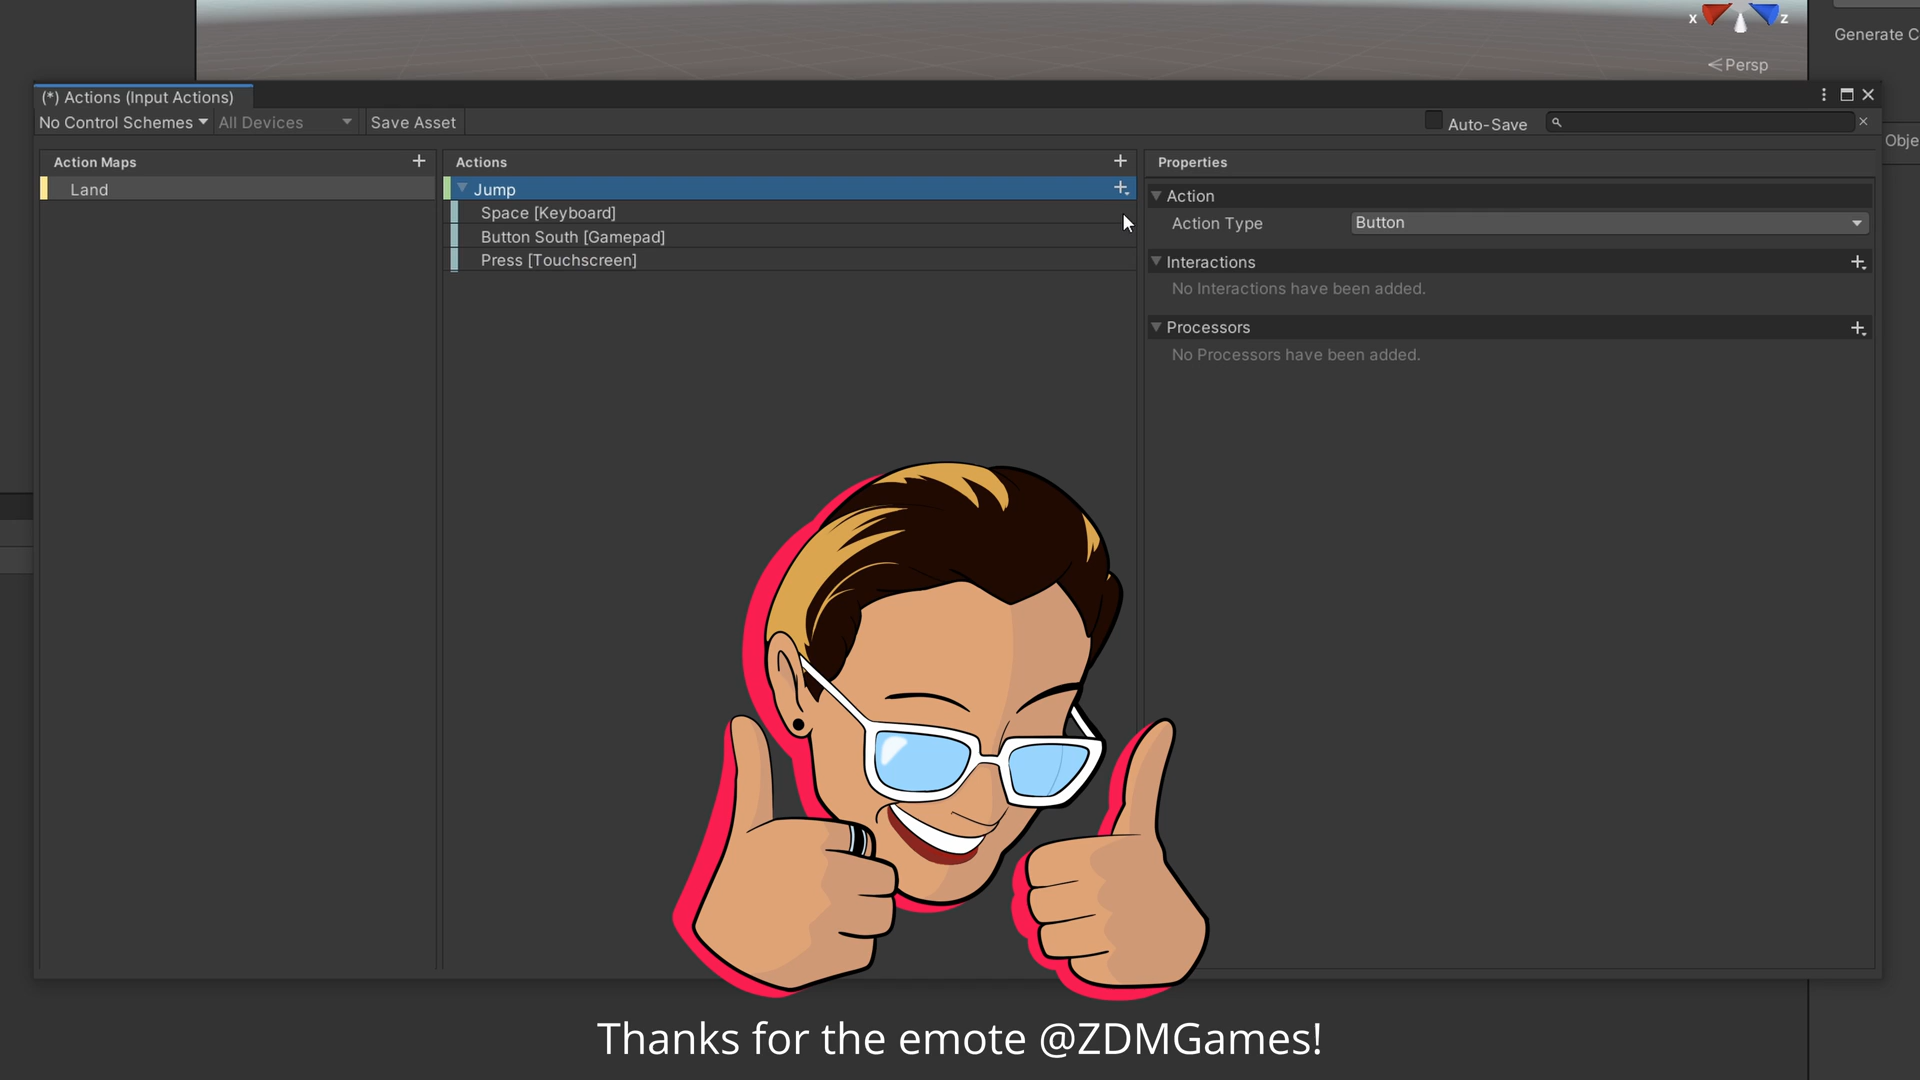 x z
Generate C
Persp
(*) Actions (Input Actions)
No Control Schemes All Devices Save Asset Auto-Save
Obje
Action Maps
Land
Actions
Jump
Space [Keyboard]
Button South [Gamepad]
Press [Touchscreen]
Properties
Action
Action Type Button
Interactions
No Interactions have been added.
Processors
No Processors have been added.
Thanks for the emote @ZDMGames!